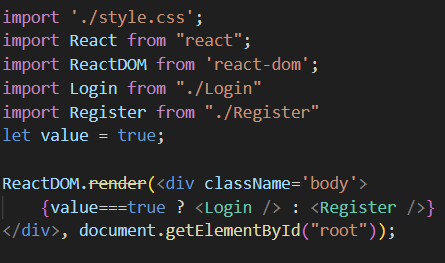 import './style.css';
import React from "react";
import ReactDOM from 'react-dom';
import Login from "./Login"
import Register from "./Register"
let value = true;
ReactDOM.render(<div className='body'>
{value===true ? <Login /> : <Register />}
</div>, document.getElementById("root"));